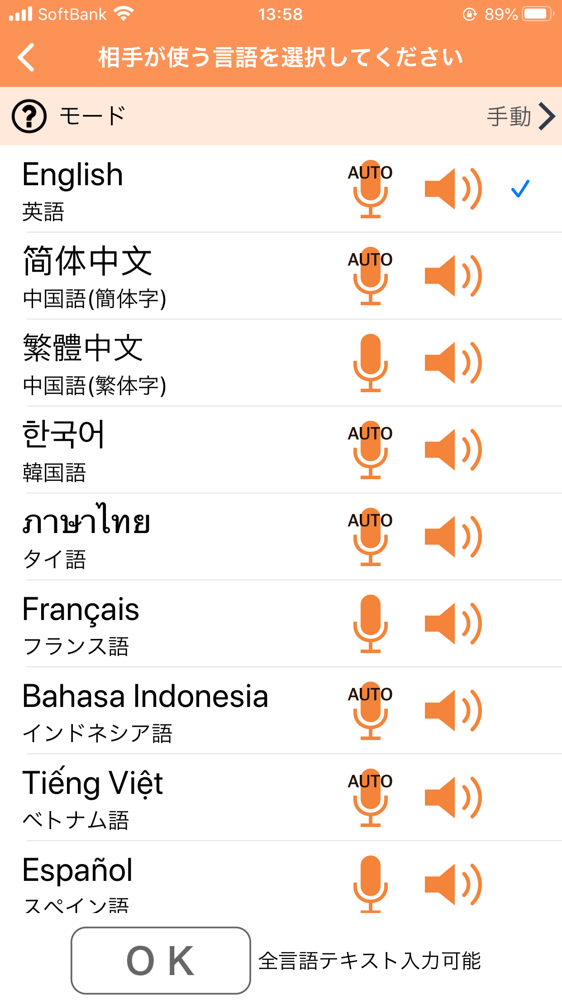 SoftBank 13:58 89%
相手が使う言語を選択してください
モード 手動
English AUTO
英語
简体中文 AUTO
中国語(簡体字)
繁體中文
中国語(繁体字)
한국어 AUTO
韓国語
ภาษาไทย AUTO
タイ語
Français
フランス語
Bahasa Indonesia AUTO
インドネシア語
Tiếng Việt AUTO
ベトナム語
Español
スペイン語
OK 全言語テキスト入力可能